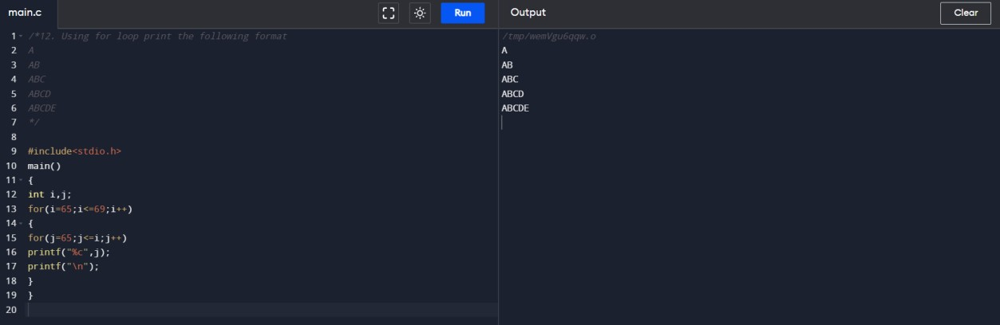 main.c
Run
Output
Clear
1 /*12. Using for loop print the following format
2 A
3 AB
4 ABC
5 ABCD
6 ABCDE
7 */
8
9 #include<stdio.h>
10 main()
11 {
12 int i,j;
13 for(i=65;i<=69;i++)
14 {
15 for(j=65;j<=i;j++)
16 printf("%c",j);
17 printf("\n");
18 }
19 }
20
/tmp/wemVgu6qqw.o
A
AB
ABC
ABCD
ABCDE